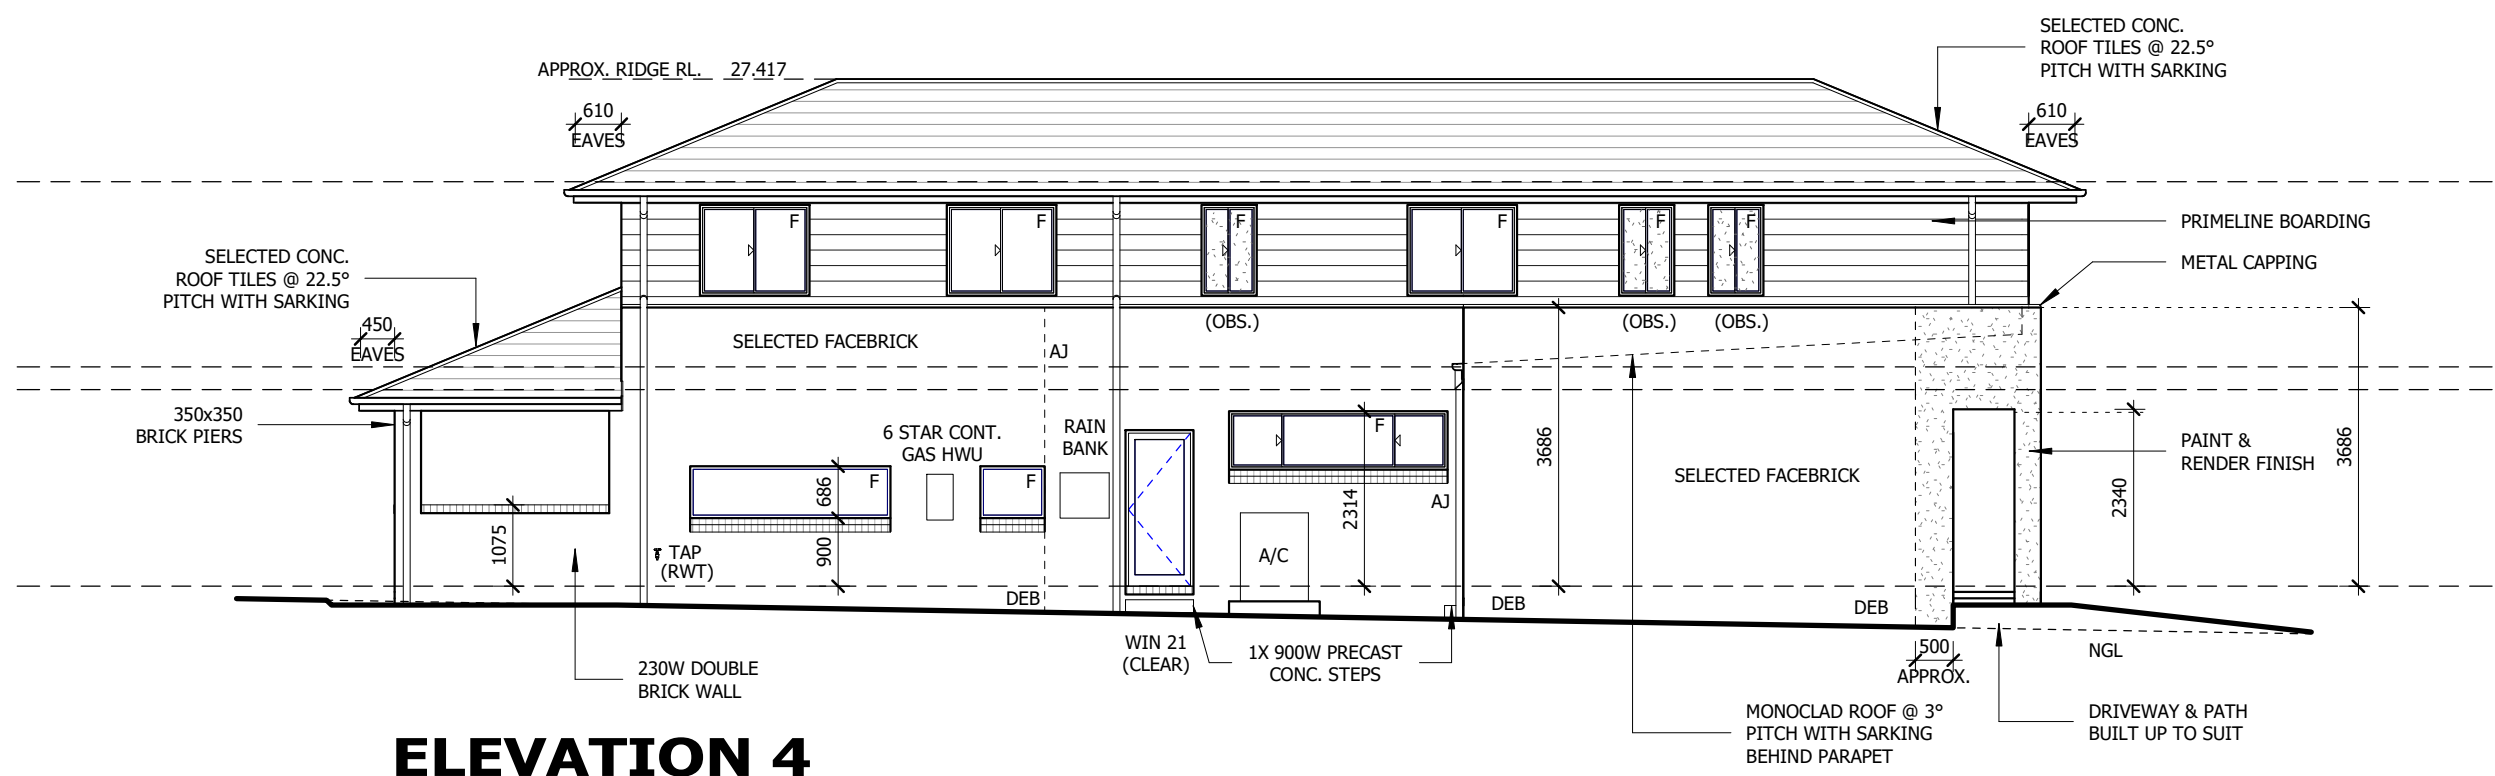 SELECTED CONC.
ROOF TILES @ 22.5°
PITCH WITH SARKING
APPROX. RIDGE RL. 27.417
610
EAVES
610
EAVES
F
F
F
F
F
F
PRIMELINE BOARDING
METAL CAPPING
SELECTED CONC.
ROOF TILES @ 22.5°
PITCH WITH SARKING
450
EAVES
SELECTED FACEBRICK
AJ
(OBS.)
(OBS.)
(OBS.)
350x350
BRICK PIERS
6 STAR CONT.
GAS HWU
RAIN
BANK
F
F
F
686
900
1075
2314
3686
AJ
SELECTED FACEBRICK
2340
3686
PAINT &
RENDER FINISH
TAP
(RWT)
A/C
DEB
DEB
DEB
WIN 21
(CLEAR)
1X 900W PRECAST
CONC. STEPS
500
APPROX.
NGL
230W DOUBLE
BRICK WALL
MONOCLAD ROOF @ 3°
PITCH WITH SARKING
BEHIND PARAPET
DRIVEWAY & PATH
BUILT UP TO SUIT
ELEVATION 4